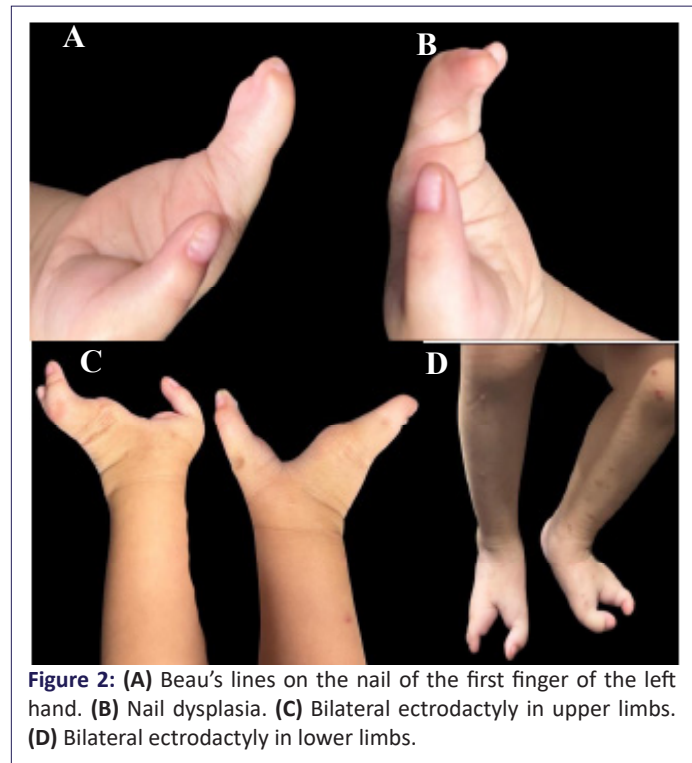 A
B
C
D
Figure 2: (A) Beau's lines on the nail of the first finger of the left
hand. (B) Nail dysplasia. (C) Bilateral ectrodactyly in upper limbs.
(D) Bilateral ectrodactyly in lower limbs.